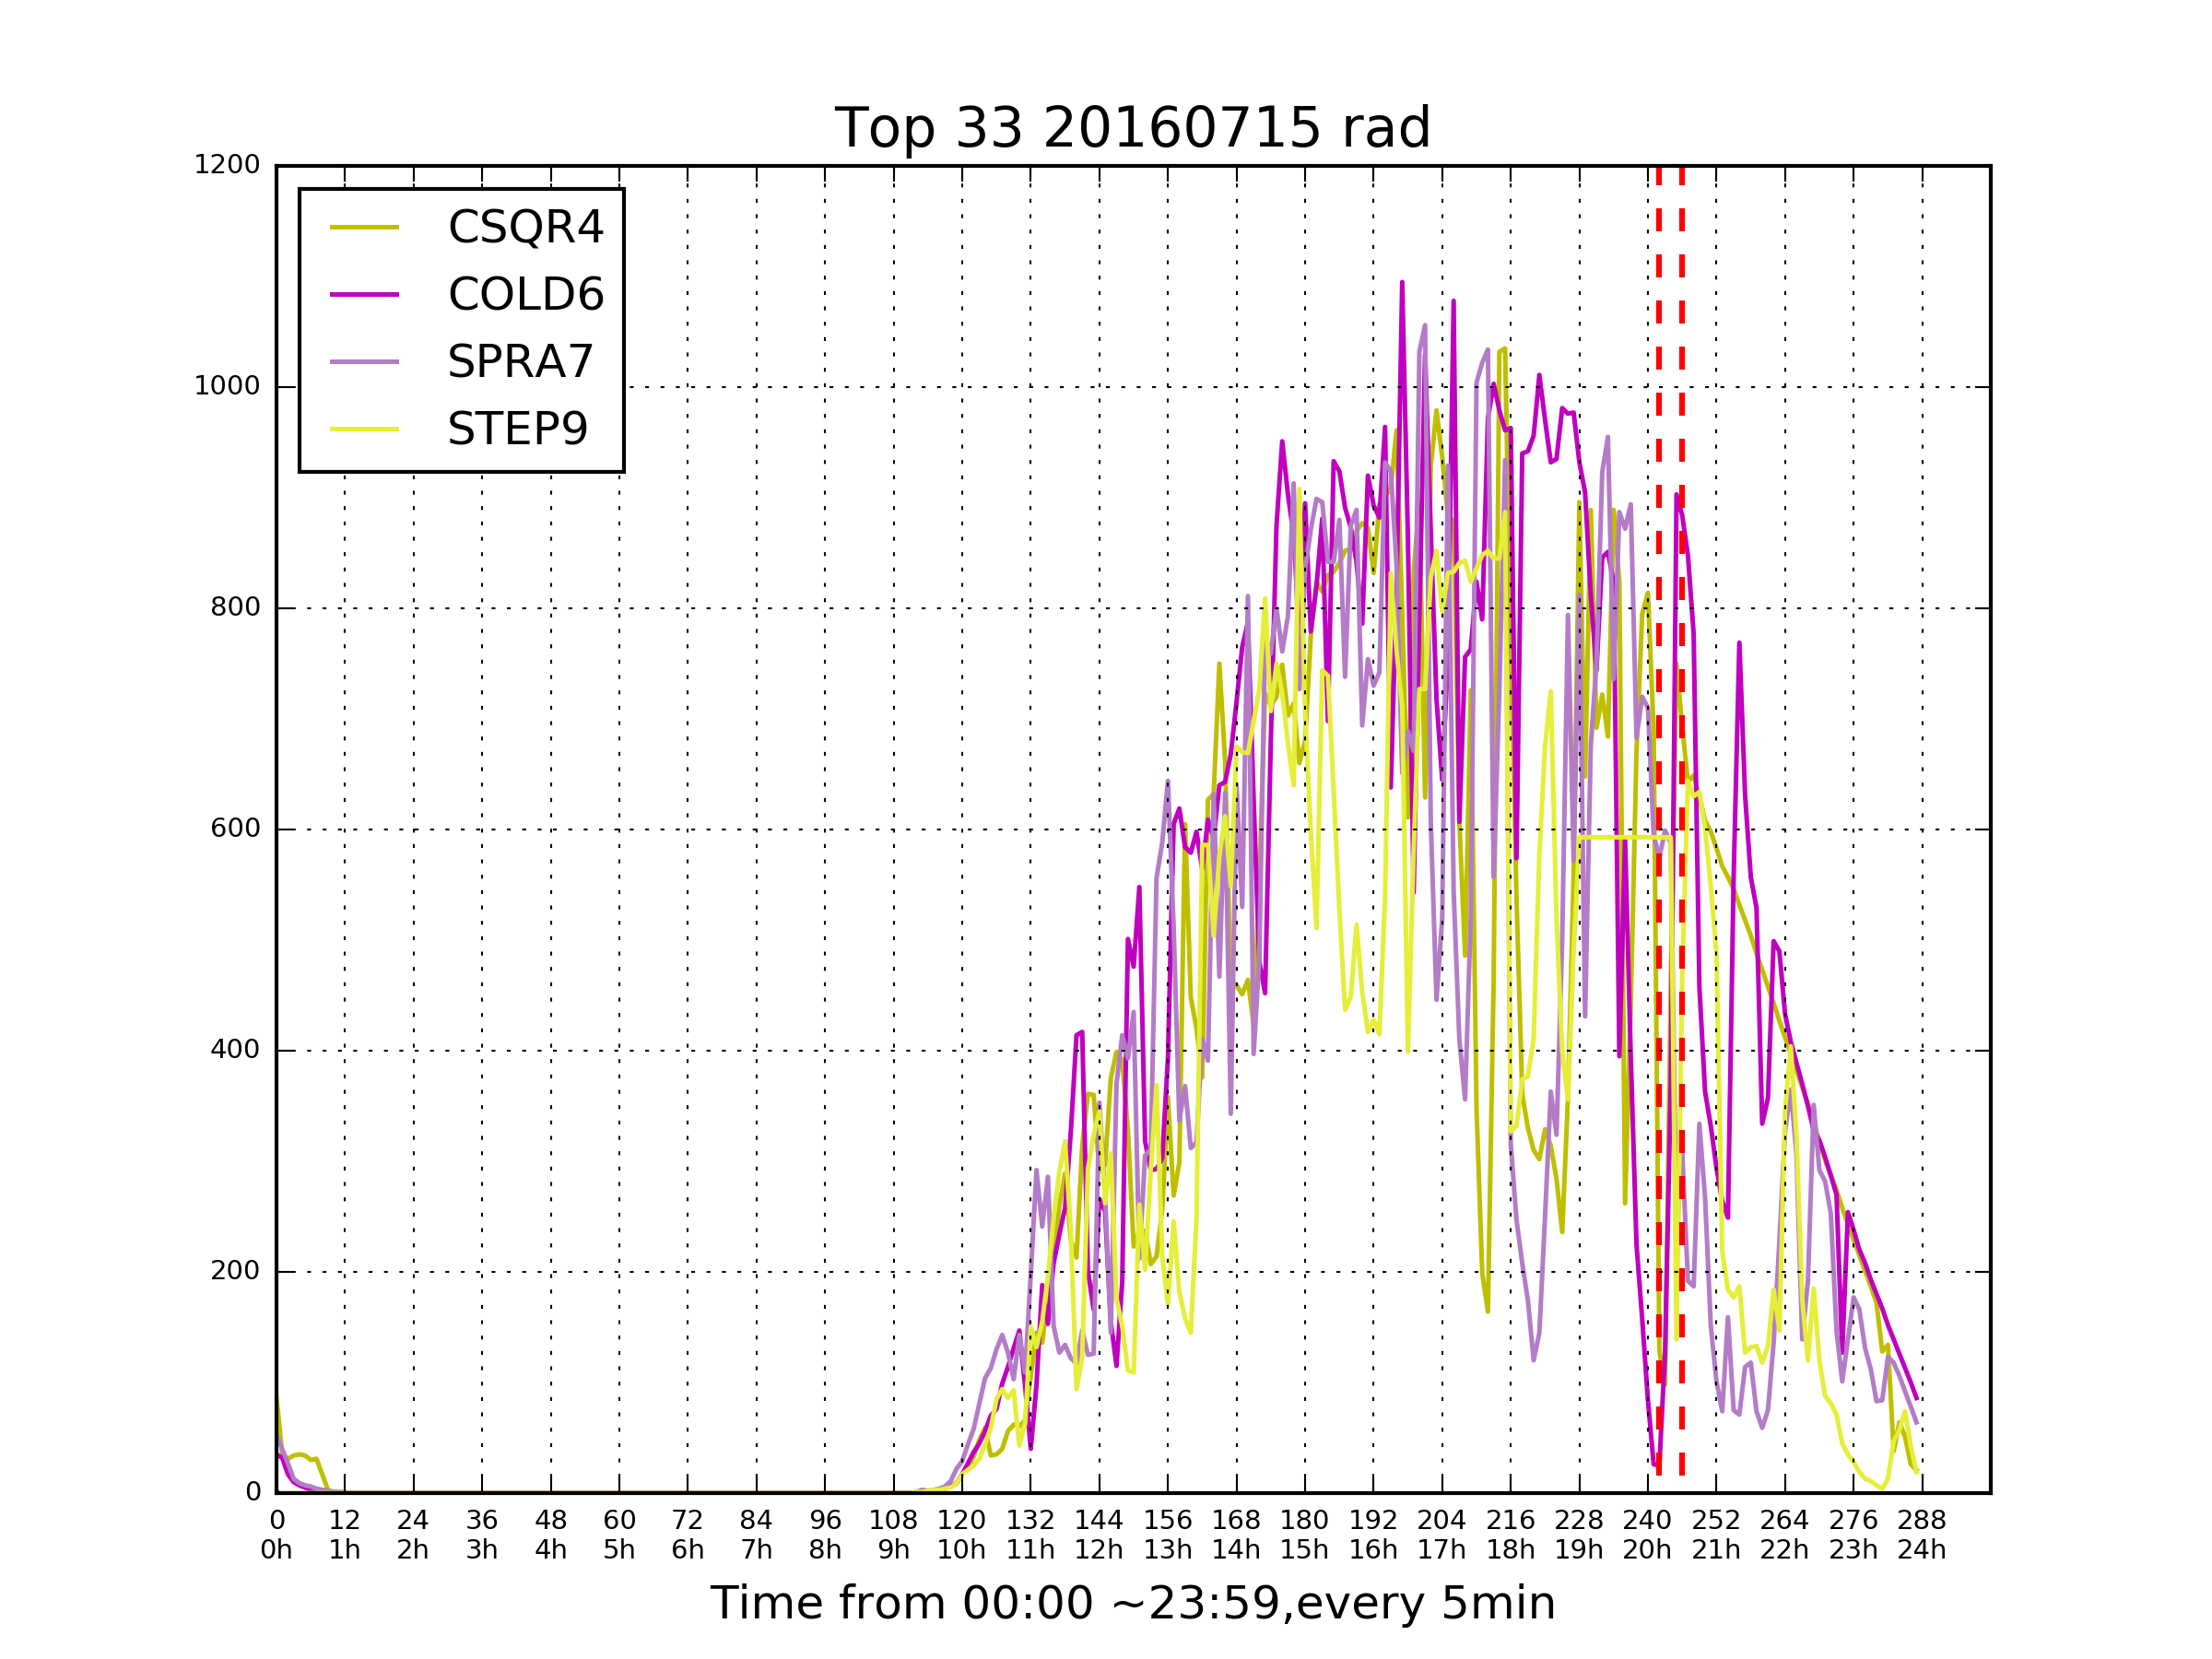 Top 33 20160715 rad
1200
1000
800
600
400
200
0
CSQR4
COLD6
SPRA7
STEP9
0 12 24 36 48 60 72 84 96 108 120 132 144 156 168 180 192 204 216 228 240 252 264 276 288
0h 1h 2h 3h 4h 5h 6h 7h 8h 9h 10h 11h 12h 13h 14h 15h 16h 17h 18h 19h 20h 21h 22h 23h 24h
Time from 00:00 ~23:59,every 5min